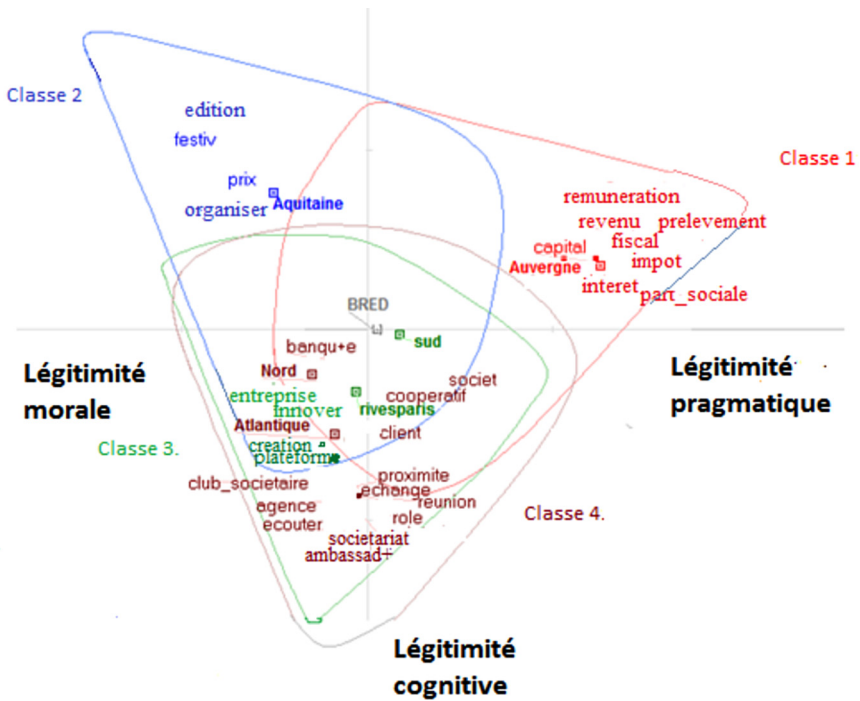 Classe 2
edition
festiv
prix
Aquitaine
organiser
Classe 1
remuneration
revenu prelevement
fiscal
capital
impot
Auvergne
interet
part_sociale
BRED
sud
banqu+e
Légitimité
morale
Légitimité
pragmatique
Nord
societ
entreprise
cooperatif
innover
rivesparis
Atlantique
client
Classe 3.
creation
plateform
club_societaire
proximite
echange
reunion
agence
ecouter
role
Classe 4.
societariat
ambassad+
Légitimité
cognitive